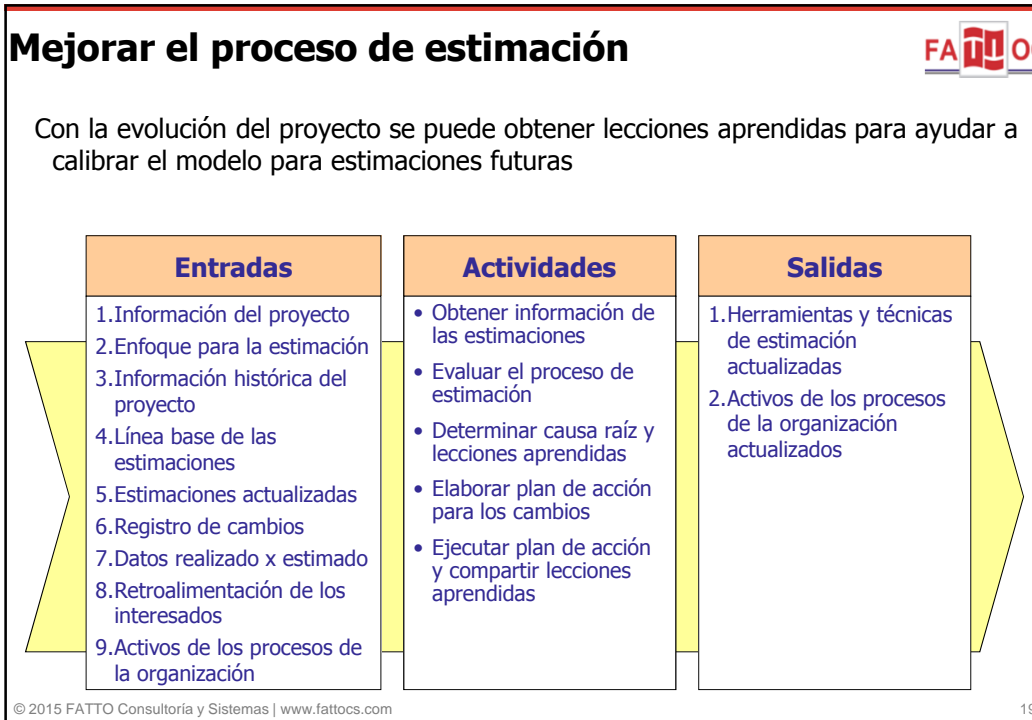 Mejorar el proceso de estimación
FATTO
Con la evolución del proyecto se puede obtener lecciones aprendidas para ayudar a
calibrar el modelo para estimaciones futuras
Entradas
1.Información del proyecto
2.Enfoque para la estimación
3.Información histórica del
proyecto
4.Línea base de las
estimaciones
5.Estimaciones actualizadas
6.Registro de cambios
7.Datos realizado x estimado
8.Retroalimentación de los
interesados
9.Activos de los procesos de
la organización
Actividades
• Obtener información de
las estimaciones
• Evaluar el proceso de
estimación
• Determinar causa raíz y
lecciones aprendidas
• Elaborar plan de acción
para los cambios
• Ejecutar plan de acción
y compartir lecciones
aprendidas
Salidas
1.Herramientas y técnicas
de estimación
actualizadas
2.Activos de los procesos
de la organización
actualizados
© 2015 FATTO Consultoría y Sistemas | www.fattocs.com
19